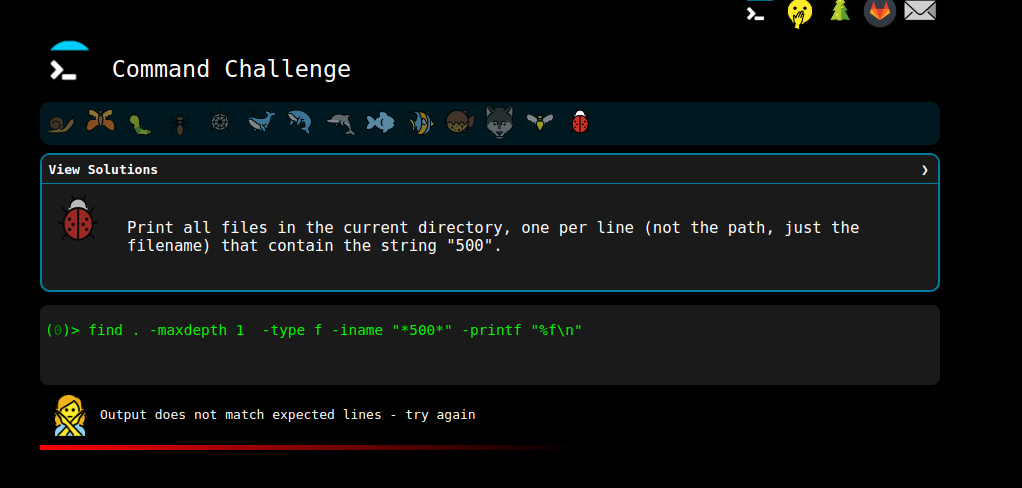 Command Challenge
View Solutions
Print all files in the current directory, one per line (not the path, just the
filename) that contain the string "500".
(0)> find . -maxdepth 1  -type f -iname "*500*" -printf "%f\n"
Output does not match expected lines - try again